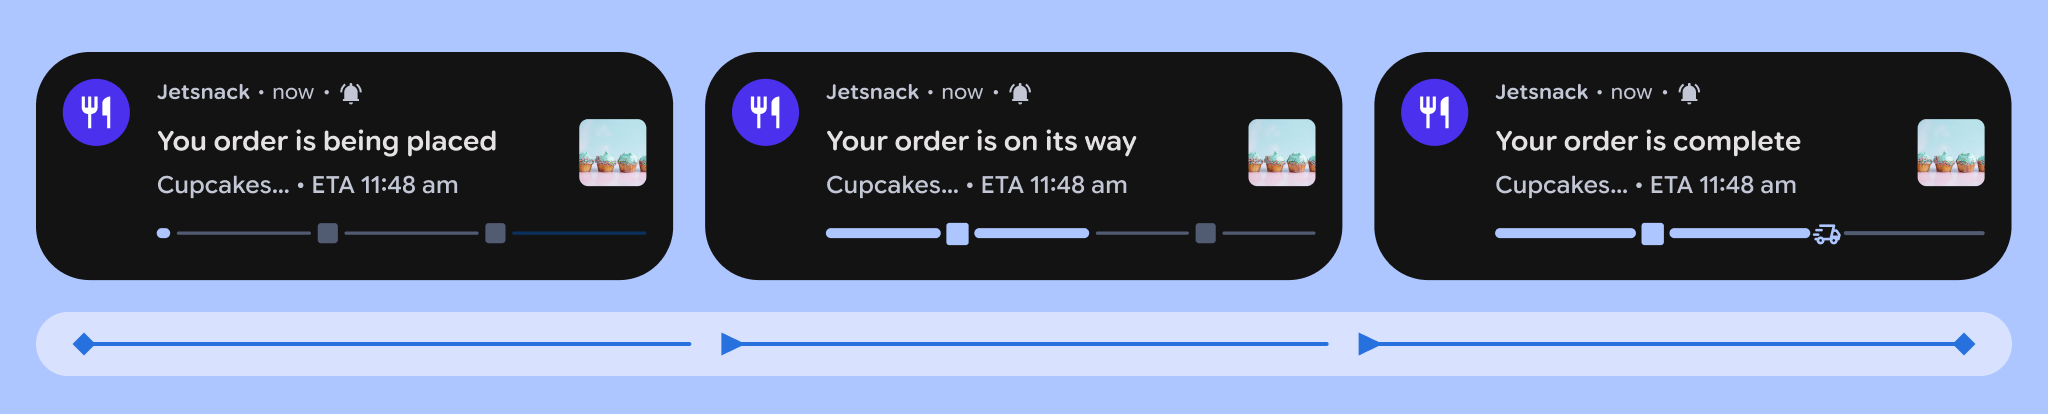 Jetsnack • now •
You order is being placed
Cupcakes... • ETA 11:48 am
Jetsnack • now •
Your order is on its way
Cupcakes... • ETA 11:48 am
Jetsnack • now •
Your order is complete
Cupcakes... • ETA 11:48 am